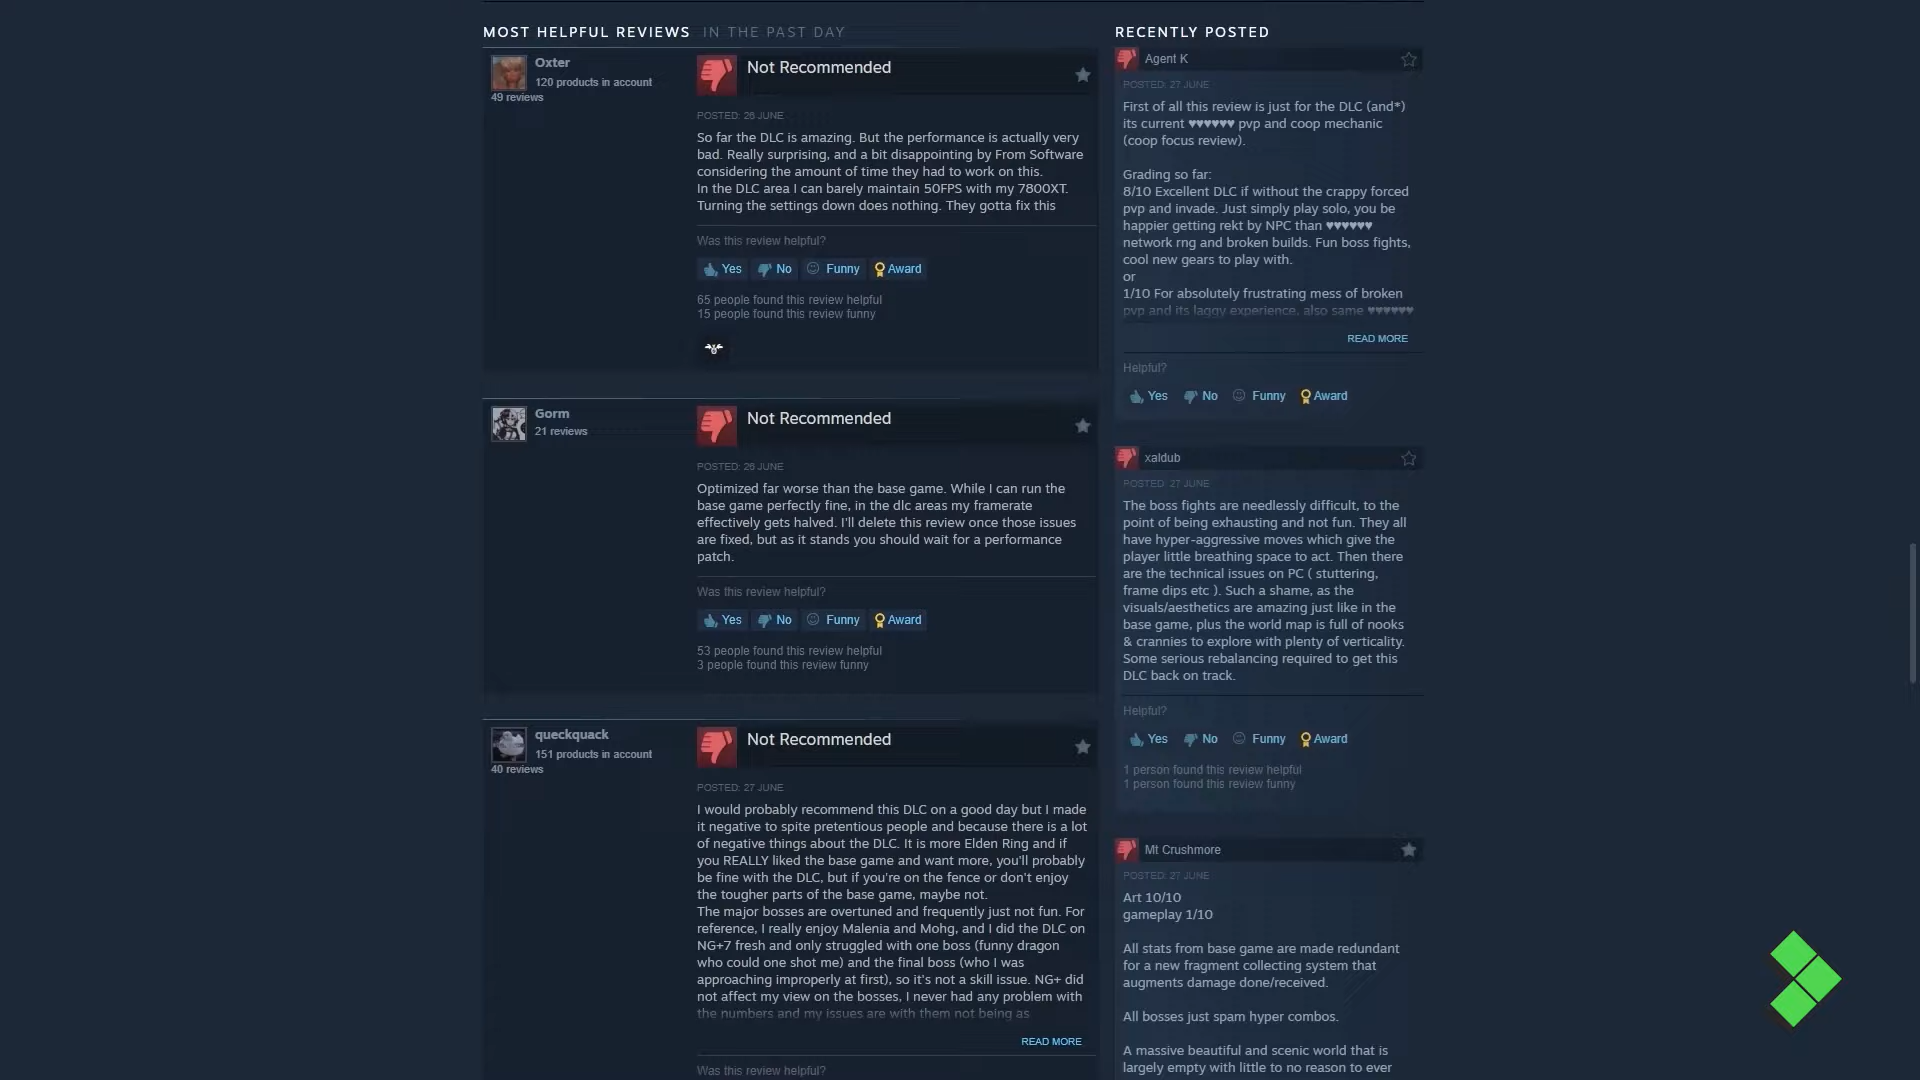 MOST HELPFUL REVIEWS IN THE PAST DAY
Oxter
120 products in account
49 reviews
Not Recommended
POSTED: 26 JUNE
So far the DLC is amazing. But the performance is actually very
bad. Really surprising, and a bit disappointing by From Software
considering the amount of time they had to work on this.
In the DLC area I can barely maintain 50FPS with my 7800XT.
Turning the settings down does nothing. They gotta fix this
Was this review helpful?
Yes No Funny Award
65 people found this review helpful
15 people found this review funny
Gorm
21 reviews
Not Recommended
POSTED: 26 JUNE
Optimized far worse than the base game. While I can run the
base game perfectly fine, in the dlc areas my framerate
effectively gets halved. I'll delete this review once those issues
are fixed, but as it stands you should wait for a performance
patch.
Was this review helpful?
Yes No Funny Award
53 people found this review helpful
3 people found this review funny
queckquack
151 products in account
40 reviews
Not Recommended
POSTED: 27 JUNE
I would probably recommend this DLC on a good day but I made
it negative to spite pretentious people and because there is a lot
of negative things about the DLC. It is more Elden Ring and if
you REALLY liked the base game and want more, you'll probably
be fine with the DLC, but if you're on the fence or don't enjoy
the tougher parts of the base game, maybe not.
The major bosses are overtuned and frequently just not fun. For
reference, I really enjoy Malenia and Mohg, and I did the DLC on
NG+7 fresh and only struggled with one boss (funny dragon
who could one shot me) and the final boss (who I was
approaching improperly at first), so it's not a skill issue. NG+ did
not affect my view on the bosses, I never had any problem with
the numbers and my issues are with them not being as
READ MORE
Was this review helpful?
RECENTLY POSTED
Agent K
POSTED: 27 JUNE
First of all this review is just for the DLC (and*)
its current ♥♥♥♥♥♥ pvp and coop mechanic
(coop focus review).
Grading so far:
8/10 Excellent DLC if without the crappy forced
pvp and invade. Just simply play solo, you be
happier getting rekt by NPC than ♥♥♥♥♥♥
network rng and broken builds. Fun boss fights,
cool new gears to play with.
or
1/10 For absolutely frustrating mess of broken
pvp and its laggy experience, also same ♥♥♥♥♥♥
READ MORE
Helpful?
Yes No Funny Award
xaldub
POSTED: 27 JUNE
The boss fights are needlessly difficult, to the
point of being exhausting and not fun. They all
have hyper-aggressive moves which give the
player little breathing space to act. Then there
are the technical issues on PC ( stuttering,
frame dips etc ). Such a shame, as the
visuals/aesthetics are amazing just like in the
base game, plus the world map is full of nooks
& crannies to explore with plenty of verticality.
Some serious rebalancing required to get this
DLC back on track.
Helpful?
Yes No Funny Award
1 person found this review helpful
1 person found this review funny
Mt Crushmore
POSTED: 27 JUNE
Art 10/10
gameplay 1/10
All stats from base game are made redundant
for a new fragment collecting system that
augments damage done/received.
All bosses just spam hyper combos.
A massive beautiful and scenic world that is
largely empty with little to no reason to ever